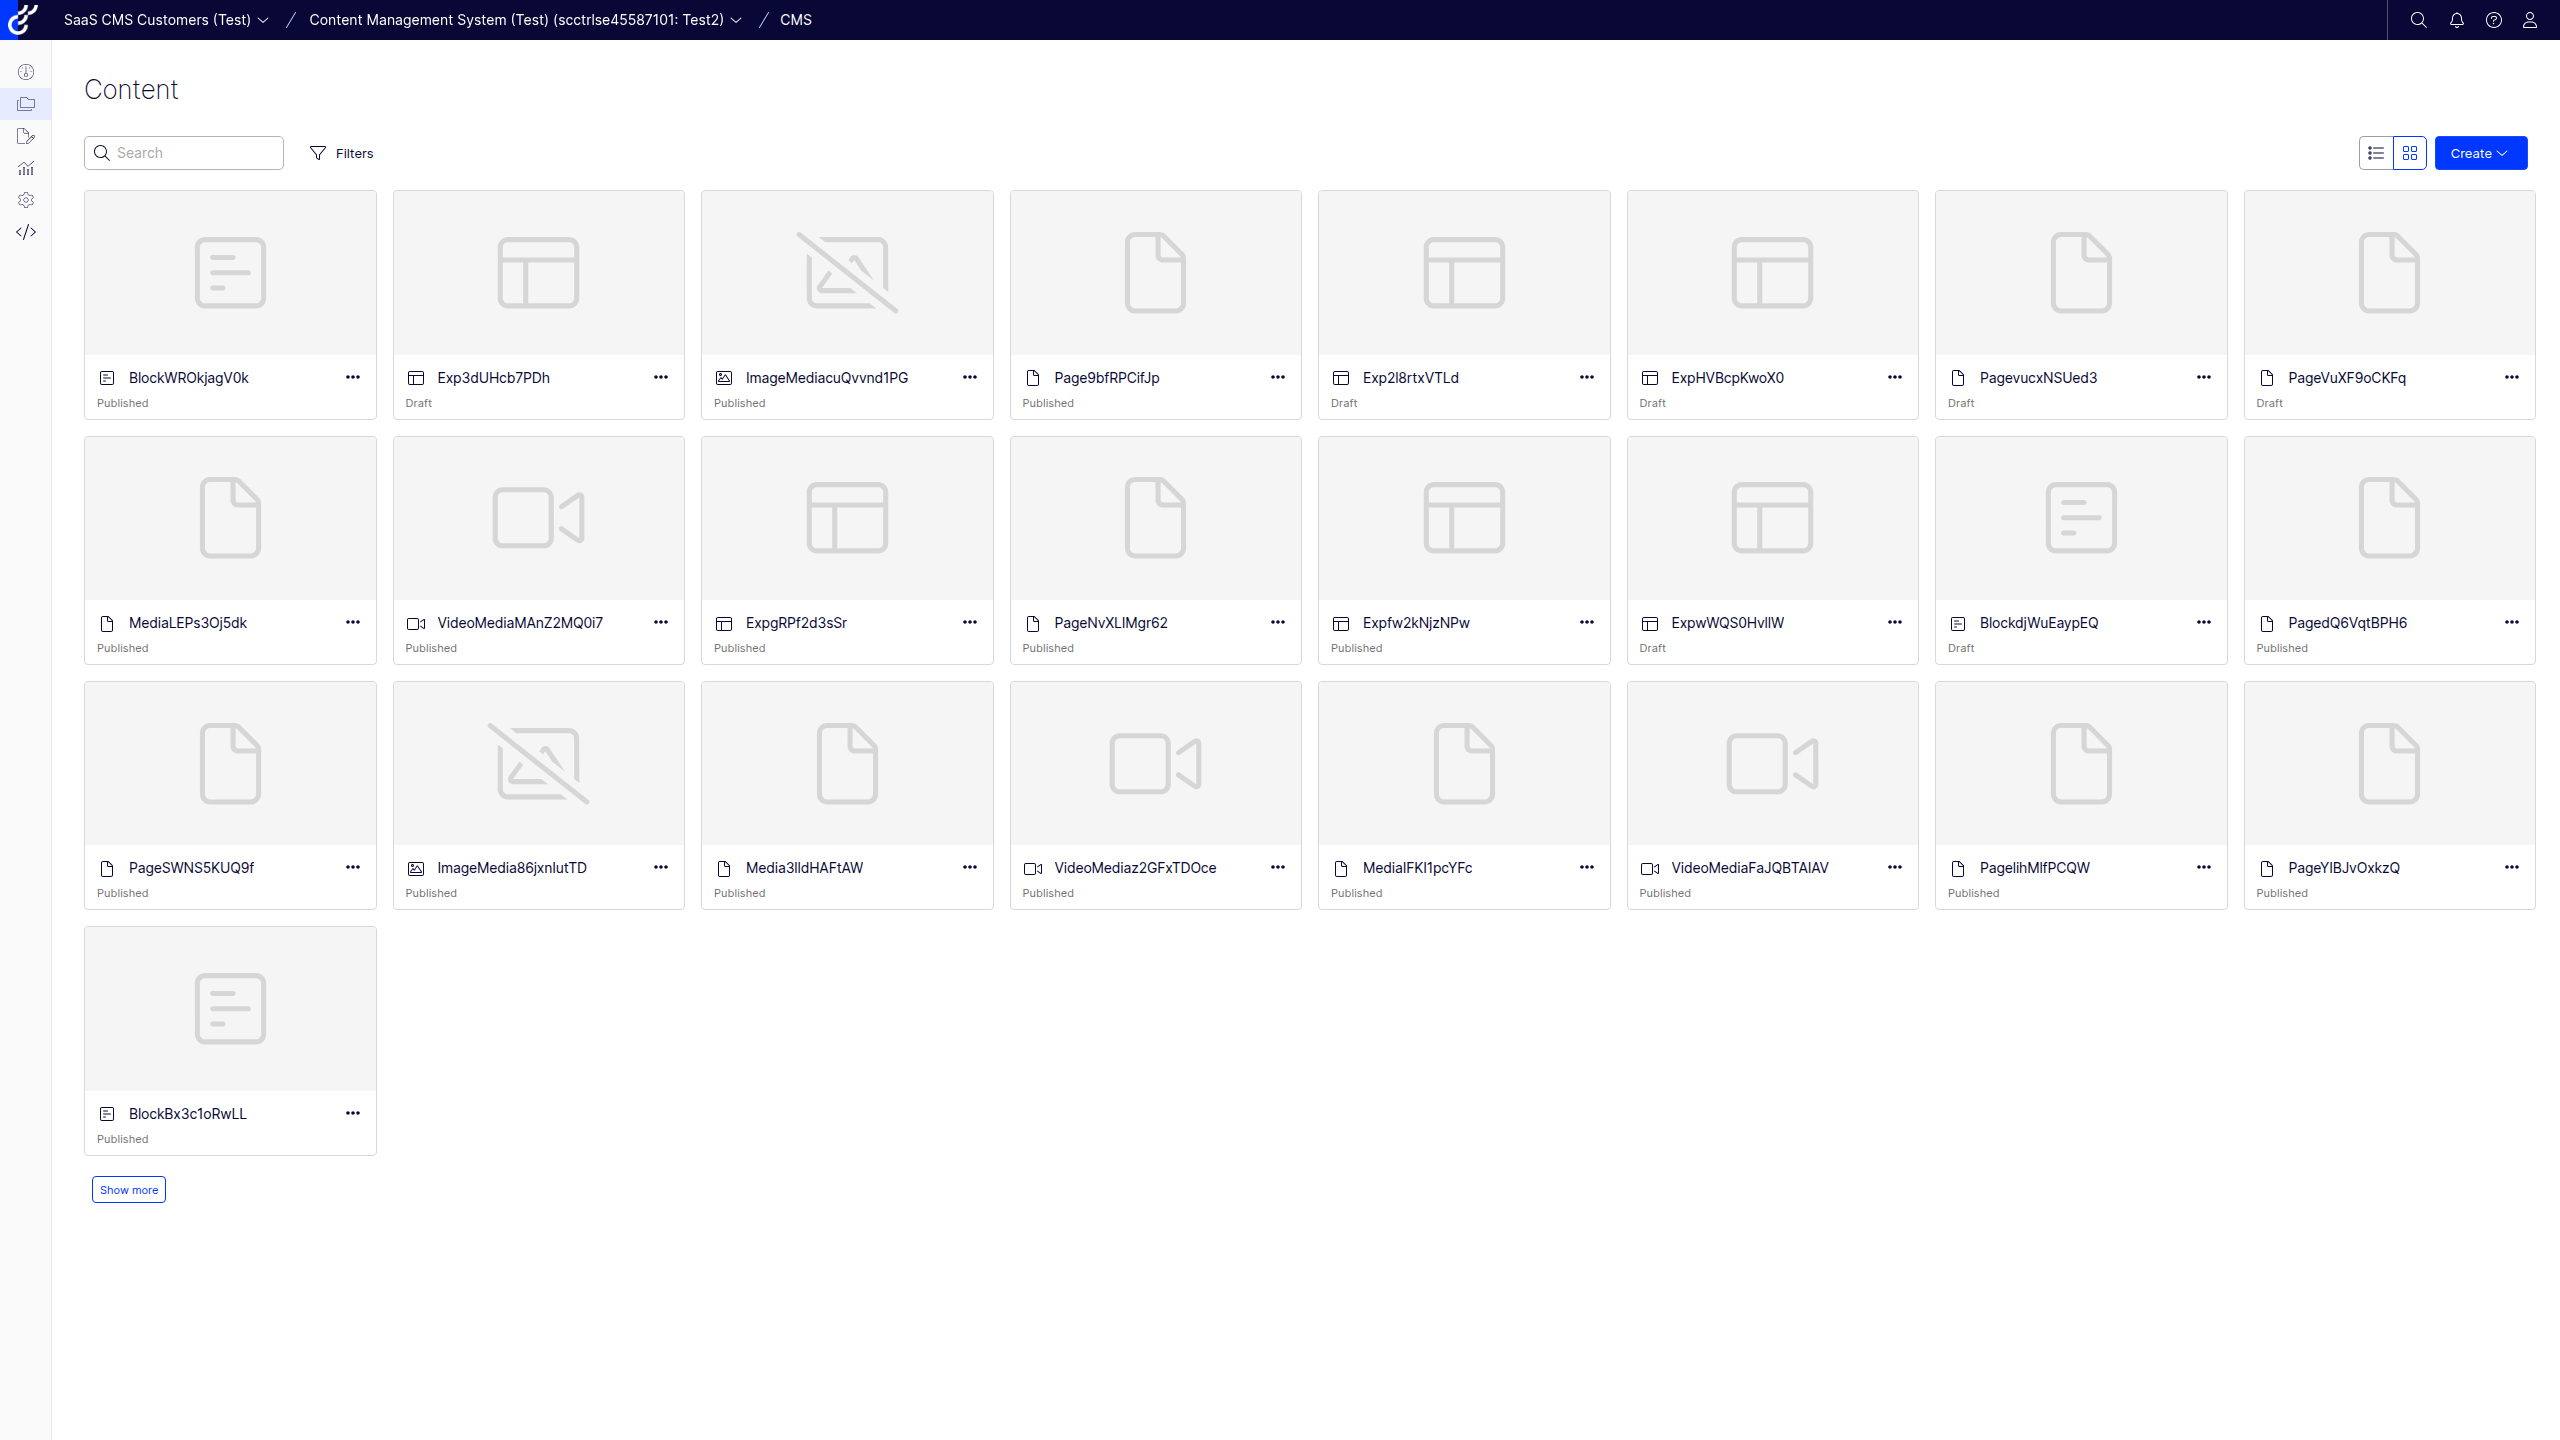 SaaS CMS Customers (Test) / Content Management System (Test) (scctrlse45587101: Test2) / CMS
Content
Search Filters Create
BlockWROkjagV0k Exp3dUHcb7PDh ImageMediacuQvvnd1PG Page9bfRPCifJp Exp2l8rtxVTLd ExpHVBcpKwoX0 PagevucxNSUed3 PageVuXF9oCKFq
Published Draft Published Published Draft Draft Draft Draft
MediaLEPs3Oj5dk VideoMediaMAnZ2MQ0i7 ExpgRPf2d3sSr PageNvXLIMgr62 Expfw2kNjzNPw ExpwWQS0HvllW BlockdjWuEaypEQ PagedQ6VqtBPH6
Published Published Published Published Published Draft Draft Published
PageSWNS5KUQ9f ImageMedia86jxnlutTD Media3lldHAFtAW VideoMediaz2GFxTDOce MedialFKl1pcYFc VideoMediaFaJQBTAIAV PagelihMlfPCQW PageYlBJvOxkzQ
Published Published Published Published Published Published Published Published
BlockBx3c1oRwLL
Published
Show more